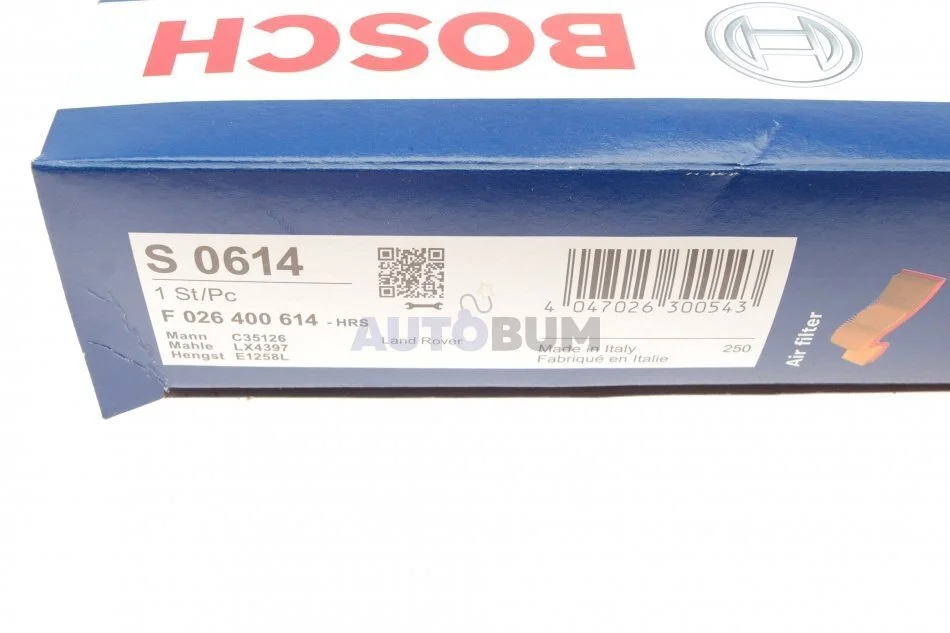 BOSCH
S 0614
1 St/Pc
F 026 400 614 - HRS
Mann C35126
Mahle LX4397
Hengst E1258L
Land Rover
AUTOBUM
4 047026 300543
Made in Italy 250
Fabriqué en Italie
Air filter